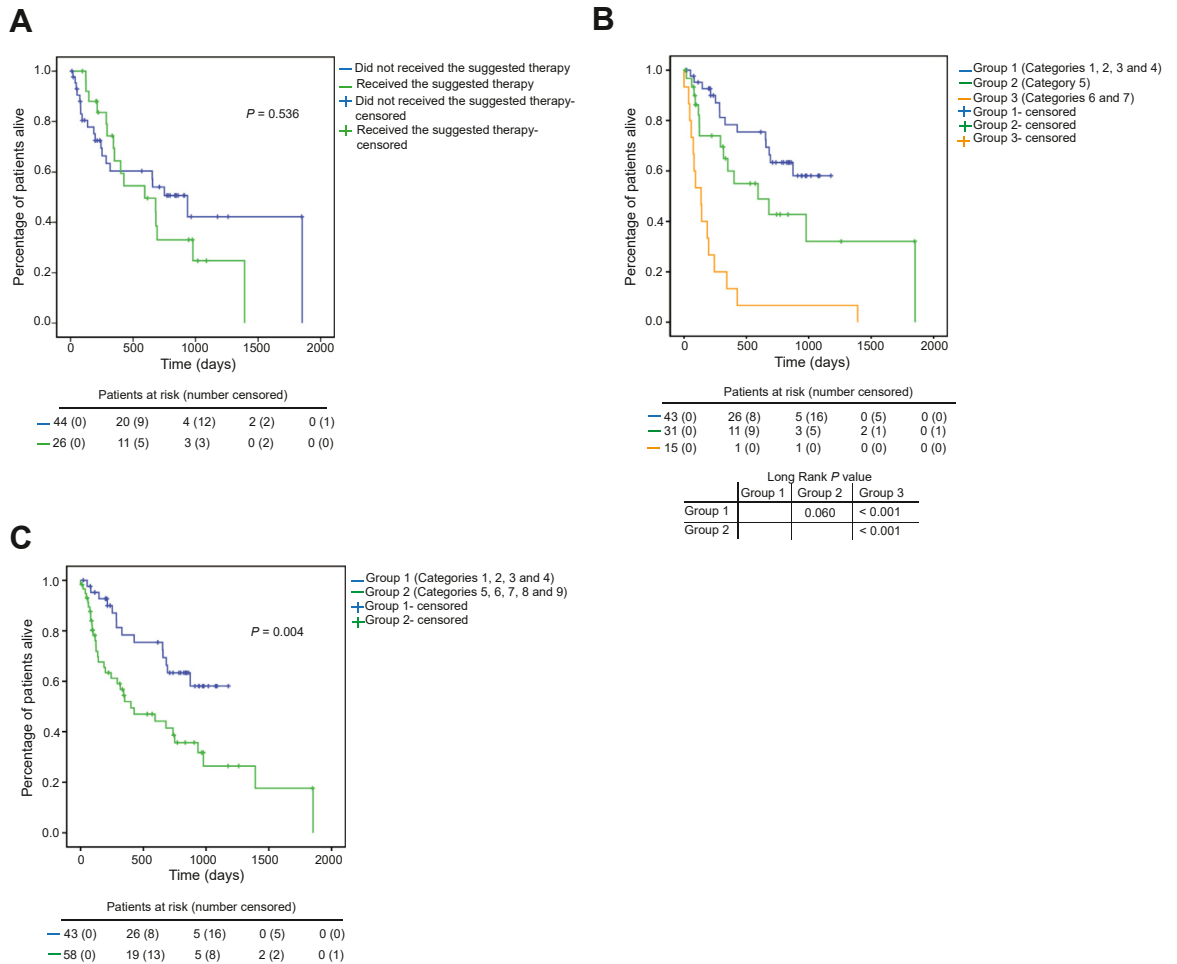 A
1.0
0.8
0.6
0.4
0.2
0.0
Percentage of patients alive
P = 0.536
0 500 1000 1500 2000
Time (days)
Did not received the suggested therapy
Received the suggested therapy
Did not received the suggested therapy-
censored
Received the suggested therapy-
censored
Patients at risk (number censored)
44 (0) 20 (9) 4 (12) 2 (2) 0 (1)
26 (0) 11 (5) 3 (3) 0 (2) 0 (0)
B
1.0
0.8
0.6
0.4
0.2
0.0
Percentage of patients alive
0 500 1000 1500 2000
Time (days)
Group 1 (Categories 1, 2, 3 and 4)
Group 2 (Category 5)
Group 3 (Categories 6 and 7)
Group 1- censored
Group 2- censored
Group 3- censored
Patients at risk (number censored)
43 (0) 26 (8) 5 (16) 0 (5) 0 (0)
31 (0) 11 (9) 3 (5) 2 (1) 0 (1)
15 (0) 1 (0) 1 (0) 0 (0) 0 (0)
Long Rank P value
Group 1 Group 2 Group 3
Group 1 0.060 < 0.001
Group 2 < 0.001
C
1.0
0.8
0.6
0.4
0.2
0.0
Percentage of patients alive
P = 0.004
0 500 1000 1500 2000
Time (days)
Group 1 (Categories 1, 2, 3 and 4)
Group 2 (Categories 5, 6, 7, 8 and 9)
Group 1- censored
Group 2- censored
Patients at risk (number censored)
43 (0) 26 (8) 5 (16) 0 (5) 0 (0)
58 (0) 19 (13) 5 (8) 2 (2) 0 (1)